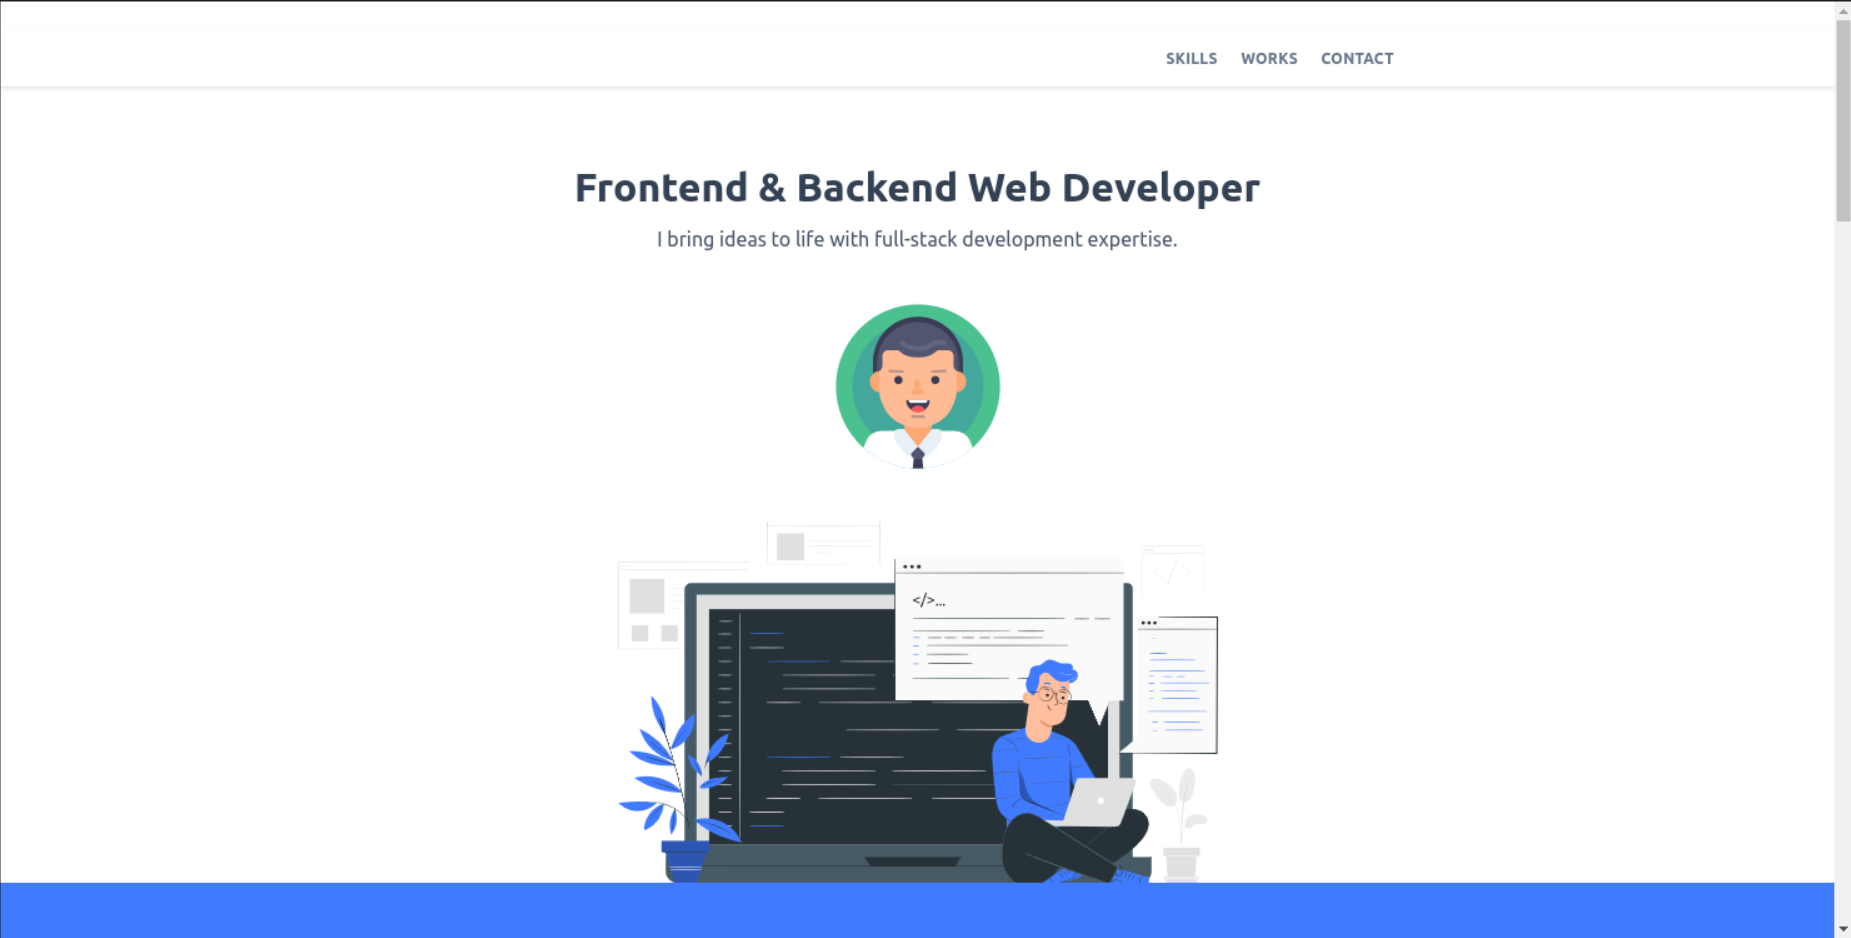 SKILLS WORKS CONTACT
Frontend & Backend Web Developer
I bring ideas to life with full-stack development expertise.
</>...
</>